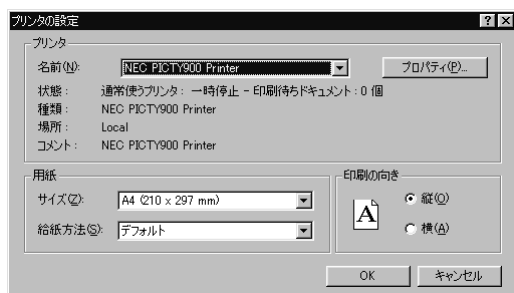 プリンタの設定
プリンタ
名前(N): NEC PICTY900 Printer プロパティ(P)...
状態： 通常使うプリンタ： 一時停止 - 印刷待ちドキュメント：0 個
種類： NEC PICTY900 Printer
場所： Local
コメント： NEC PICTY900 Printer
用紙
サイズ(Z): A4 (210 x 297 mm)
給紙方法(S): デフォルト
印刷の向き
A
縦(O)
横(A)
OK キャンセル